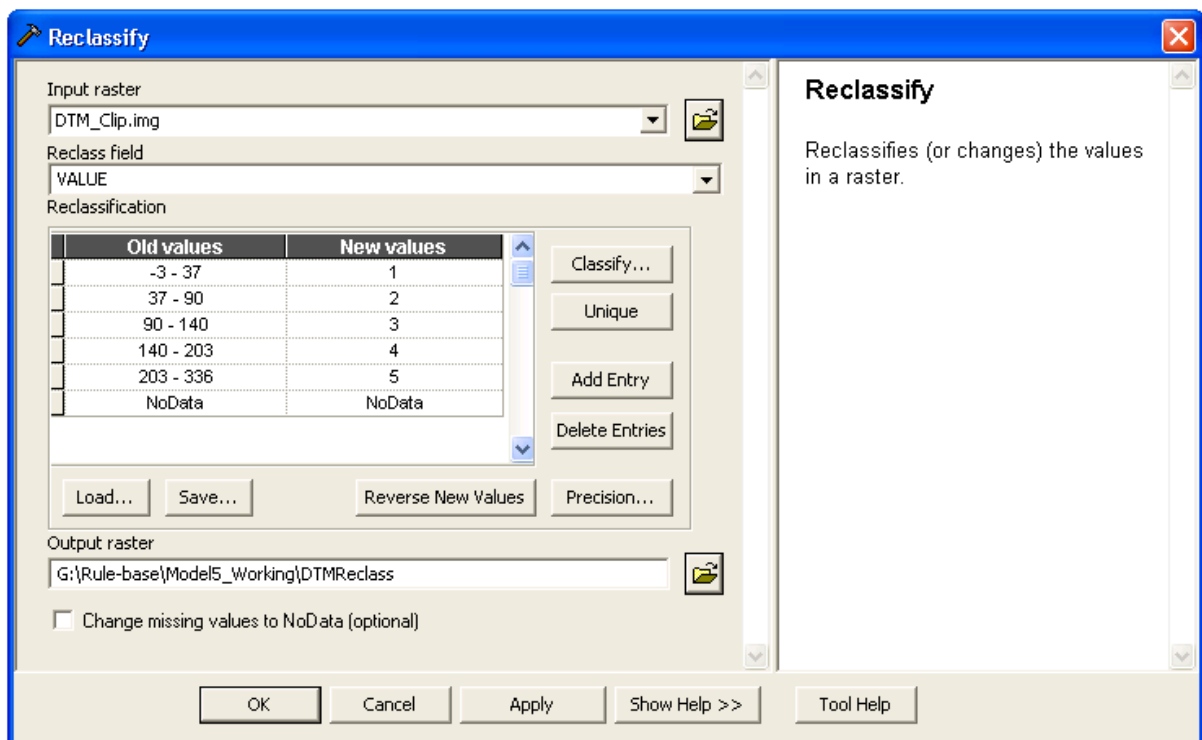 Reclassify
Input raster
DTM_Clip.img
Reclass field
VALUE
Reclassification
Old values New values
-3 - 37 1
37 - 90 2
90 - 140 3
140 - 203 4
203 - 336 5
NoData NoData
Classify...
Unique
Add Entry
Delete Entries
Load... Save... Reverse New Values Precision...
Output raster
G:\Rule-base\Model5_Working\DTMReclass
Change missing values to NoData (optional)
Reclassify
Reclassifies (or changes) the values
in a raster.
OK Cancel Apply Show Help >> Tool Help